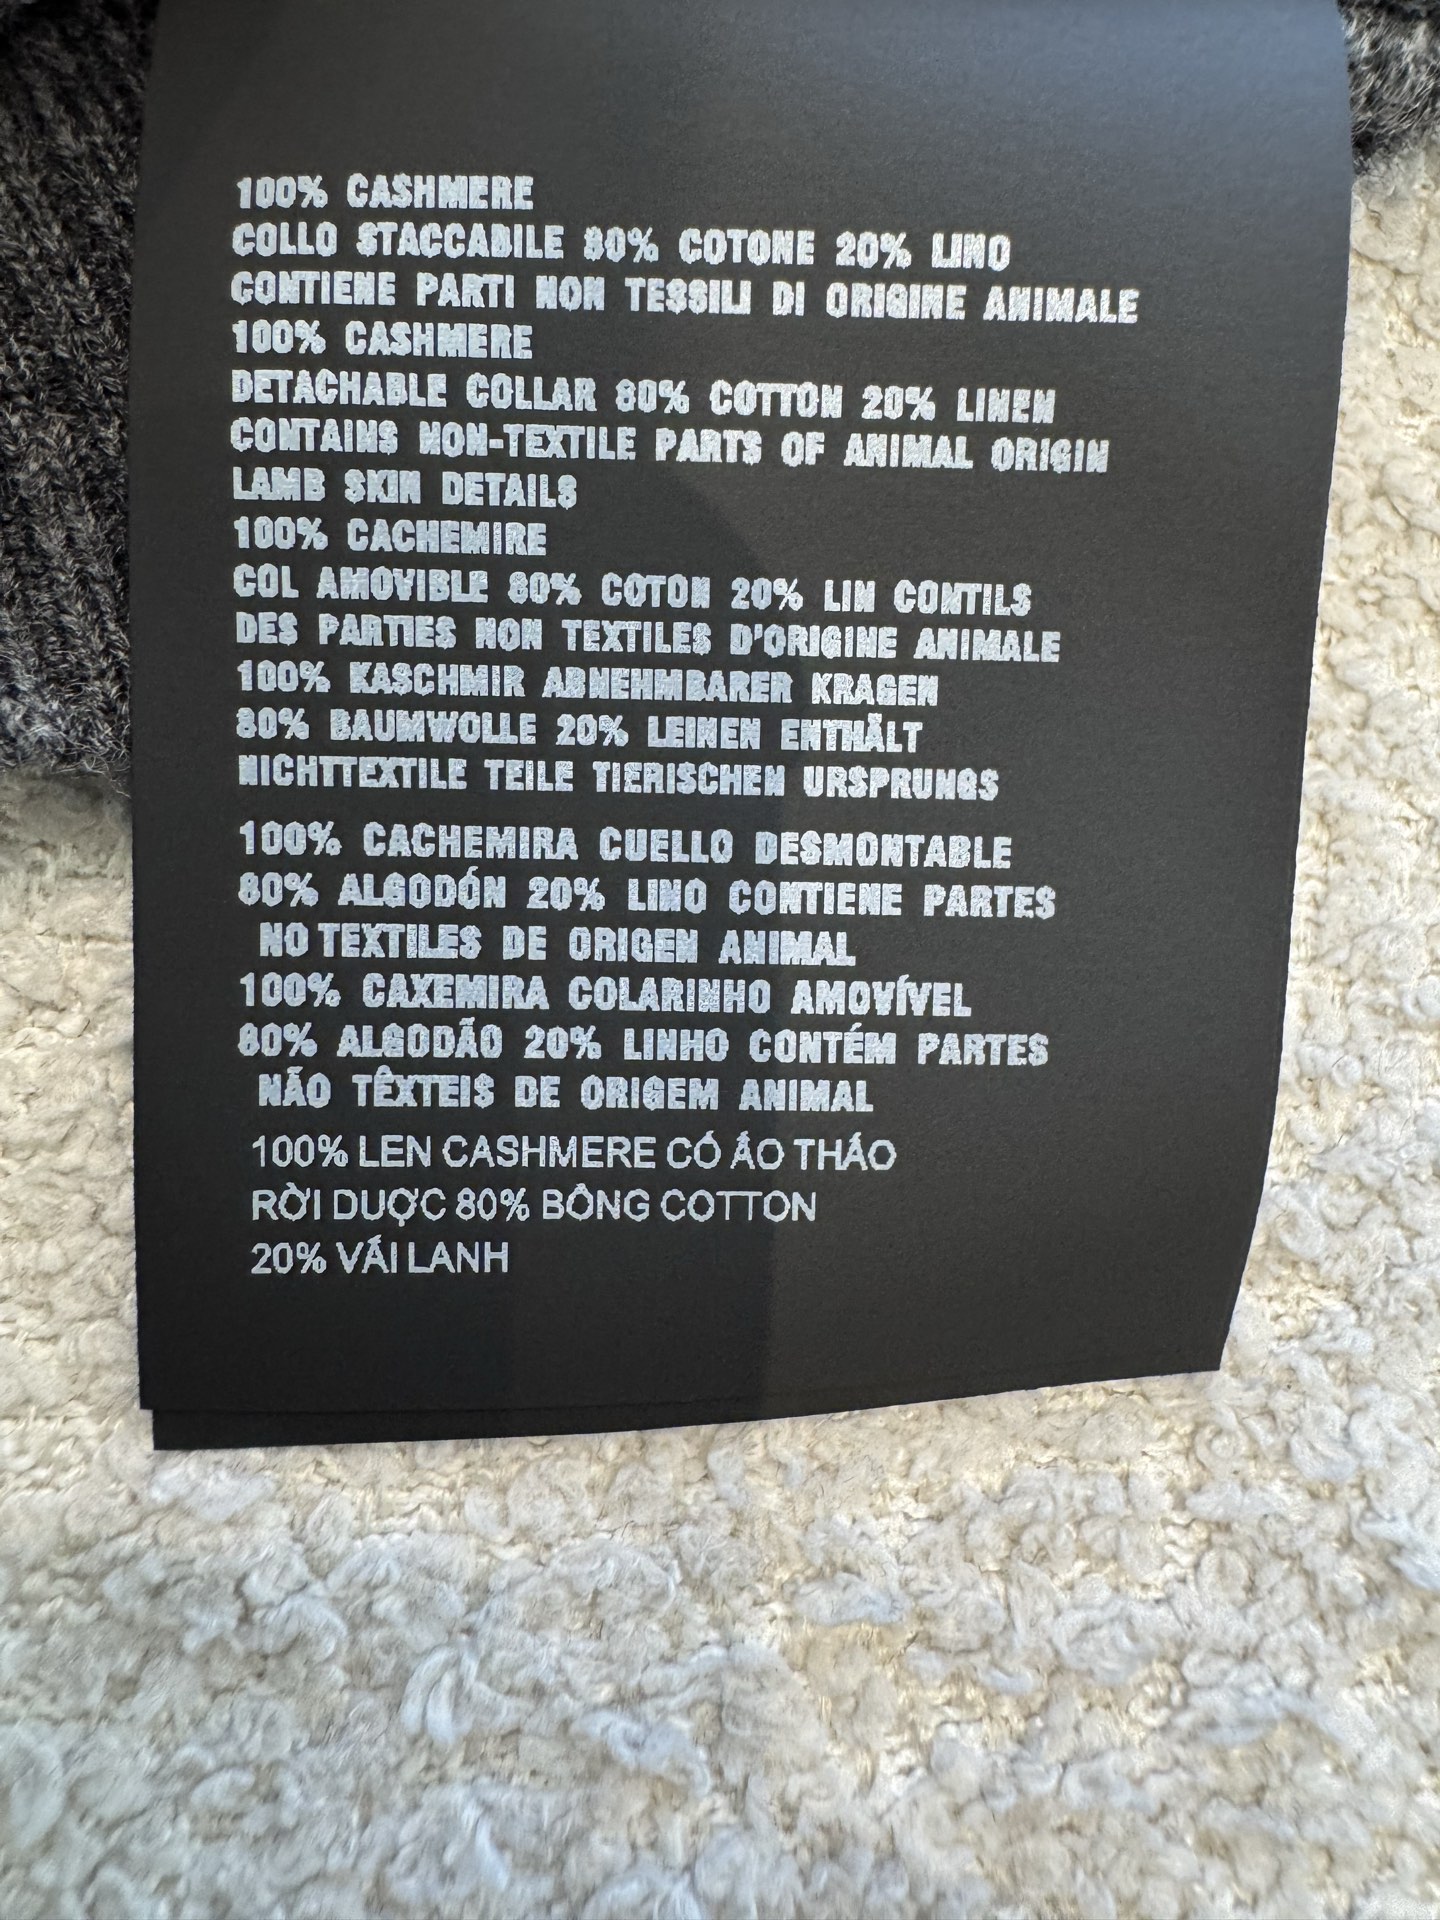 100% CASHMERE
COLLO STACCABILE 80% COTONE 20% LINO
CONTIENE PARTI NON TESSILI DI ORIGINE ANIMALE
100% CASHMERE
DETACHABLE COLLAR 80% COTTON 20% LINEN
CONTAINS NON-TEXTILE PARTS OF ANIMAL ORIGIN
LAMB SKIN DETAILS
100% CACHEMIRE
COL AMOVIBLE 80% COTON 20% LIN CONTILS
DES PARTIES NON TEXTILES D'ORIGINE ANIMALE
100% KASCHMIR ABNEHMBARER KRAGEN
80% BAUMWOLLE 20% LEINEN ENTHÄLT
NICHTTEXTILE TEILE TIERISCHEN URSPRUNGS
100% CACHEMIRA CUELLO DESMONTABLE
80% ALGODÓN 20% LINO CONTIENE PARTES
NO TEXTILES DE ORIGEN ANIMAL
100% CAXEMIRA COLARINHO AMOVÍVEL
80% ALGODÃO 20% LINHO CONTÉM PARTES
NÃO TÊXTEIS DE ORIGEM ANIMAL
100% LEN CASHMERE CÓ ÁO THÁO
RỜI DUỢC 80% BÔNG COTTON
20% VÁI LANH